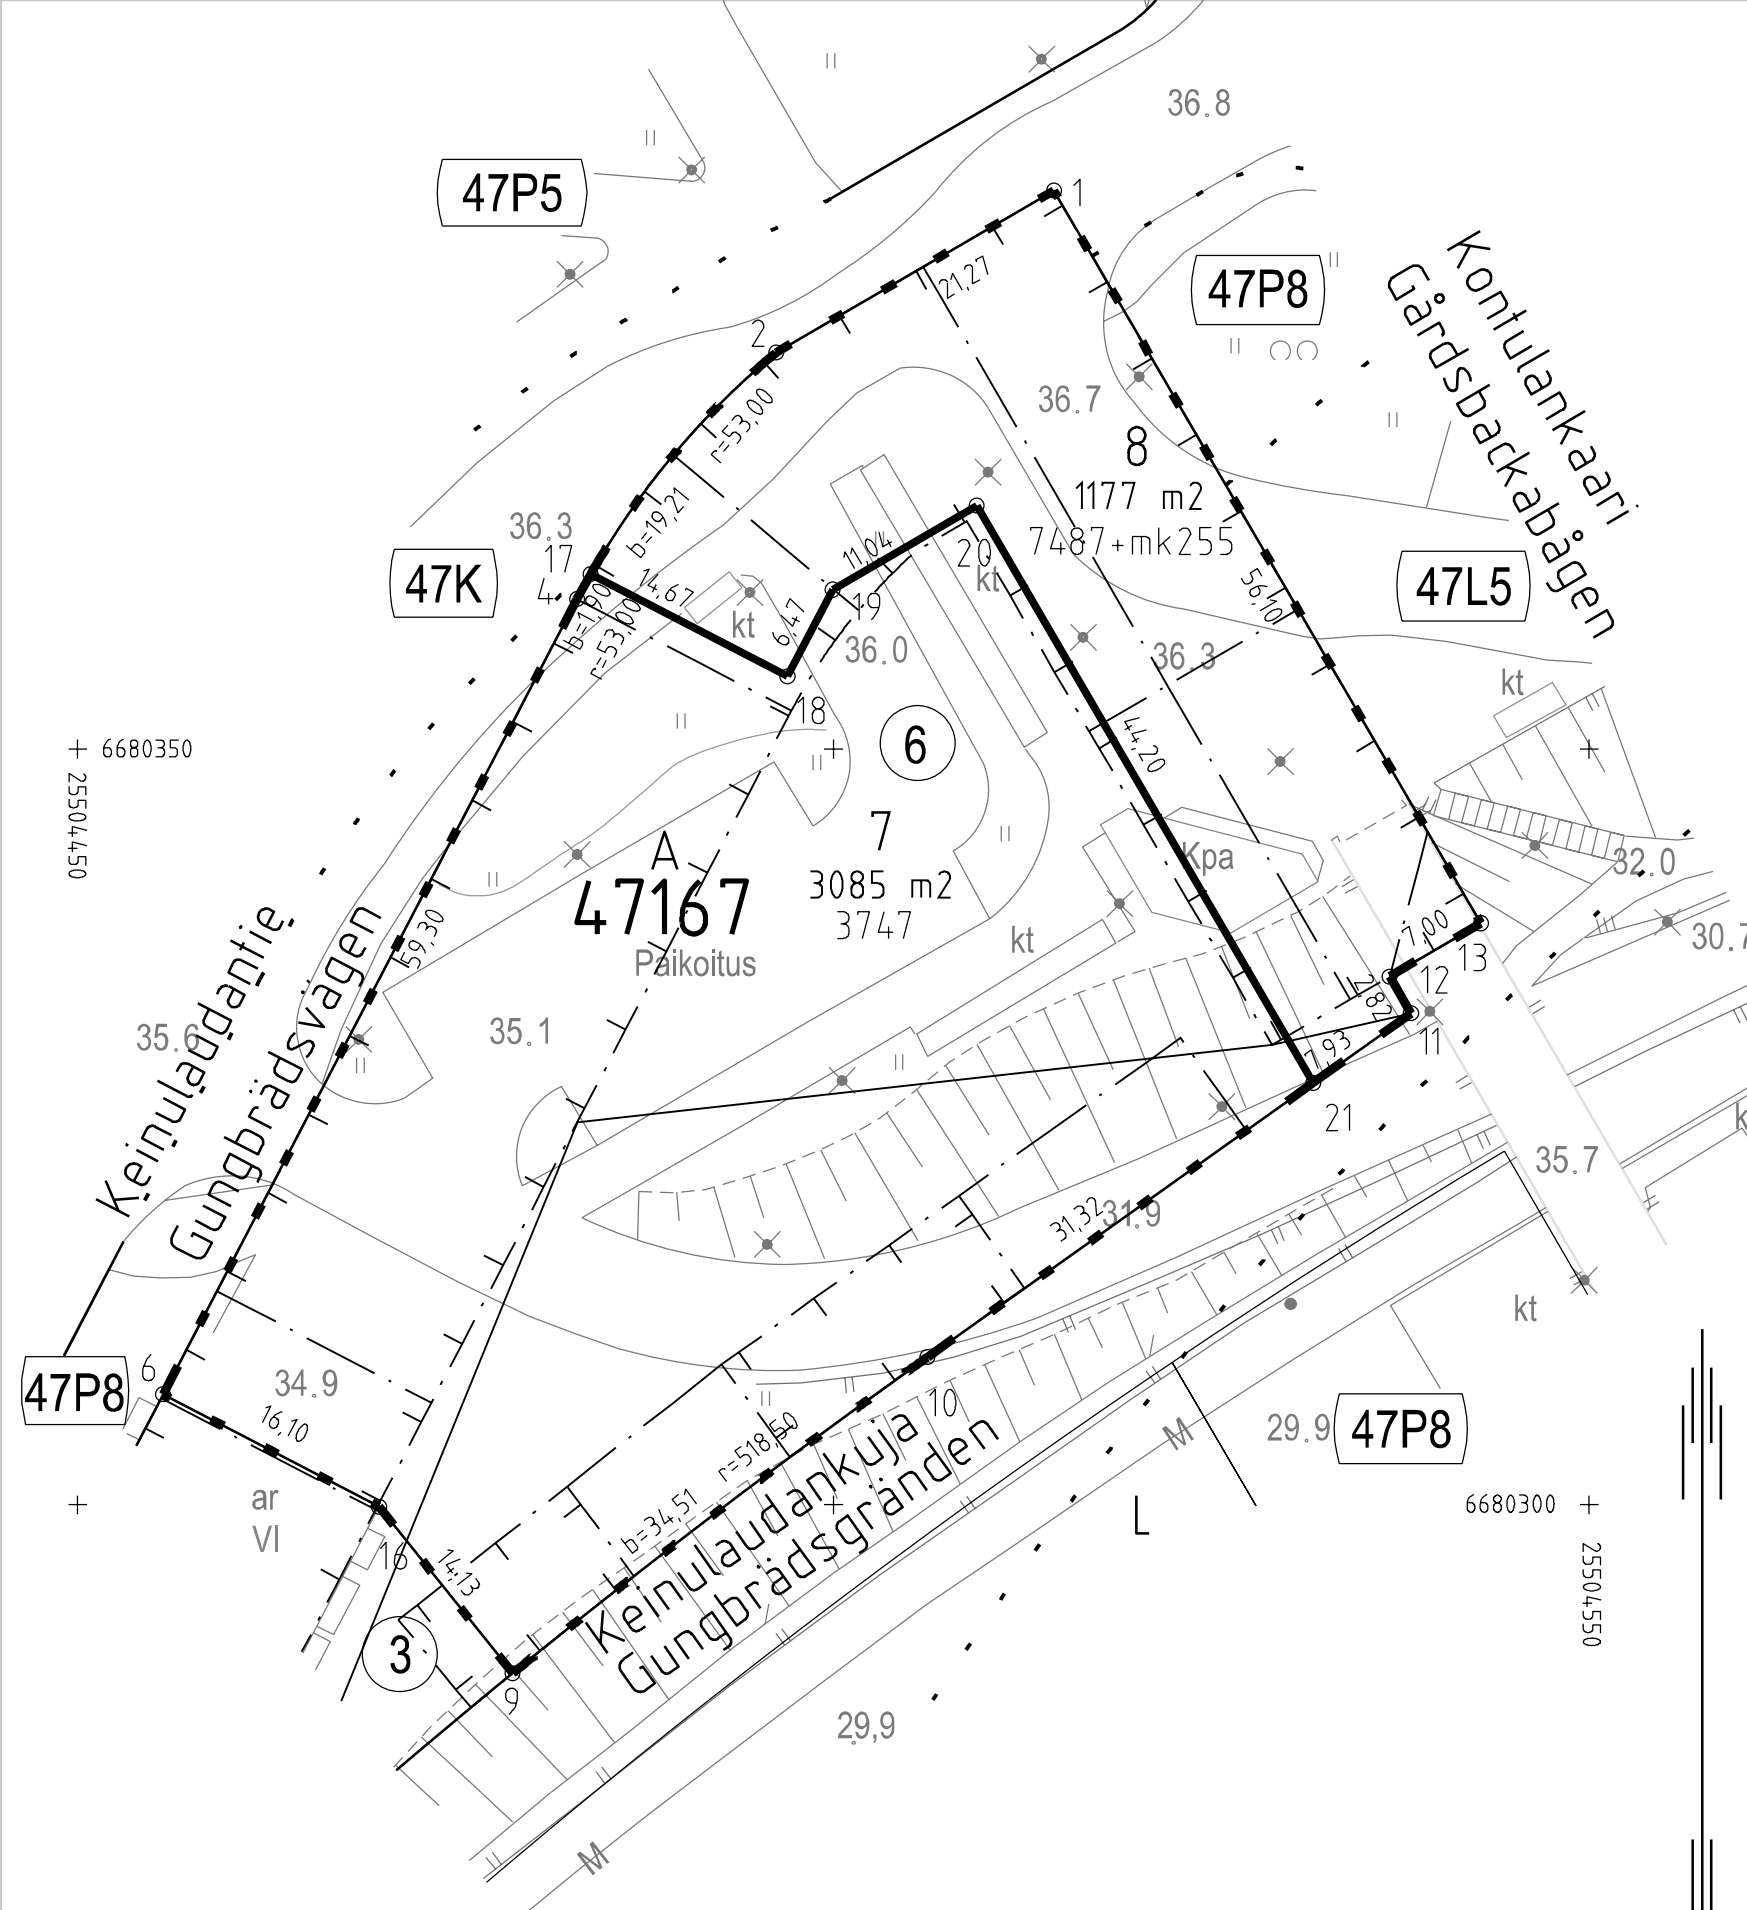 36.8
47P5
1
47P8
Kontulankaari
Gårdsbackabågen
21,27
2
r=53,00
36.7
8
1177 m2
7487+mk255
b=19,21
36.3
17
4
47K
14,67
b=1,90
r=53,00
11,04
20
kt
19
6,47
kt
36.0
56,10
47L5
36.3
kt
18
6
44,20
6680350
25504450
7
3085 m2
3747
A
47167
Paikoitus
Kpa
kt
32.0
30.7
7,00
13
12
2,82
11
7,93
21
59,30
Keinulaudantie
Gungbrädsvägen
35.6
35.1
35.7
31,32
31.9
k
kt
6
47P8
34.9
16,10
ar
VI
16
14,13
3
9
10
r=518,50
b=34,51
Keinulaudankuja
Gungbrädsgränden
M
29.9
47P8
L
6680300
25504550
29,9
M